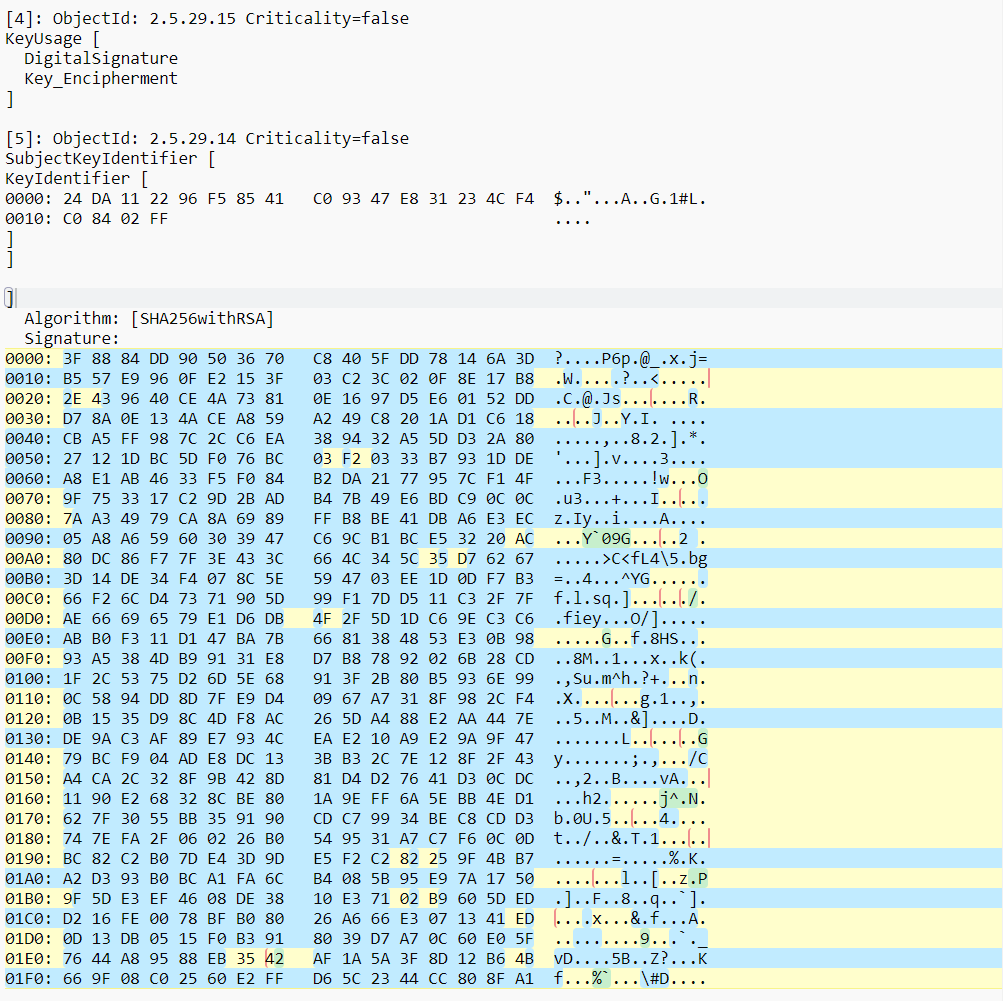 [4]: ObjectId: 2.5.29.15 Criticality=false
KeyUsage [
  DigitalSignature
  Key_Encipherment
]

[5]: ObjectId: 2.5.29.14 Criticality=false
SubjectKeyIdentifier [
KeyIdentifier [
0000: 24 DA 11 22 96 F5 85 41   C0 93 47 E8 31 23 4C F4  $.."...A..G.1#L.
0010: C0 84 02 FF                                        ....
]
]

]
  Algorithm: [SHA256withRSA]
  Signature:
0000: 3F 88 84 DD 90 50 36 70   C8 40 5F DD 78 14 6A 3D  ?....P6p.@_.x.j=
0010: B5 57 E9 96 0F E2 15 3F   03 C2 3C 02 0F 8E 17 B8  .W.....?..<.....
0020: 2E 43 96 40 CE 4A 73 81   0E 16 97 D5 E6 01 52 DD  .C.@.Js.......R.
0030: D7 8A 0E 13 4A CE A8 59   A2 49 C8 20 1A D1 C6 18  ....J..Y.I. ....
0040: CB A5 FF 98 7C 2C C6 EA   38 94 32 A5 5D D3 2A 80  .....,..8.2.].*.
0050: 27 12 1D BC 5D F0 76 BC   03 F2 03 33 B7 93 1D DE  '...].v....3....
0060: A8 E1 AB 46 33 F5 F0 84   B2 DA 21 77 95 7C F1 4F  ...F3.....!w...O
0070: 9F 75 33 17 C2 9D 2B AD   B4 7B 49 E6 BD C9 0C 0C  .u3...+...I.....
0080: 7A A3 49 79 CA 8A 69 89   FF B8 BE 41 DB A6 E3 EC  z.Iy..i....A....
0090: 05 A8 A6 59 60 30 39 47   C6 9C B1 BC E5 32 20 AC  ...Y`09G.....2 .
00A0: 80 DC 86 F7 7F 3E 43 3C   66 4C 34 5C 35 D7 62 67  .....>C<fL4\5.bg
00B0: 3D 14 DE 34 F4 07 8C 5E   59 47 03 EE 1D 0D F7 B3  =..4...^YG......
00C0: 66 F2 6C D4 73 71 90 5D   99 F1 7D D5 11 C3 2F 7F  f.l.sq.]....../.
00D0: AE 66 69 65 79 E1 D6 DB   4F 2F 5D 1D C6 9E C3 C6  .fiey...O/].....
00E0: AB B0 F3 11 D1 47 BA 7B   66 81 38 48 53 E3 0B 98  .....G..f.8HS...
00F0: 93 A5 38 4D B9 91 31 E8   D7 B8 78 92 02 6B 28 CD  ..8M..1...x..k(.
0100: 1F 2C 53 75 D2 6D 5E 68   91 3F 2B 80 B5 93 6E 99  .,Su.m^h.?+...n.
0110: 0C 58 94 DD 8D 7F E9 D4   09 67 A7 31 8F 98 2C F4  .X.......g.1..,.
0120: 0B 15 35 D9 8C 4D F8 AC   26 5D A4 88 E2 AA 44 7E  ..5..M..&]....D.
0130: DE 9A C3 AF 89 E7 93 4C   EA E2 10 A9 E2 9A 9F 47  .......L.......G
0140: 79 BC F9 04 AD E8 DC 13   3B B3 2C 7E 12 8F 2F 43  y.......;.,.../C
0150: A4 CA 2C 32 8F 9B 42 8D   81 D4 D2 76 41 D3 0C DC  ..,2..B....vA...
0160: 11 90 E2 68 32 8C BE 80   1A 9E FF 6A 5E BB 4E D1  ...h2......j^.N.
0170: 62 7F 30 55 BB 35 91 90   CD C7 99 34 BE C8 CD D3  b.0U.5.....4....
0180: 74 7E FA 2F 06 02 26 B0   54 95 31 A7 C7 F6 0C 0D  t../..&.T.1.....
0190: BC 82 C2 B0 7D E4 3D 9D   E5 F2 C2 82 25 9F 4B B7  ......=.....%.K.
01A0: A2 D3 93 B0 BC A1 FA 6C   B4 08 5B 95 E9 7A 17 50  .......l..[..z.P
01B0: 9F 5D E3 EF 46 08 DE 38   10 E3 71 02 B9 60 5D ED  .]..F..8..q..`].
01C0: D2 16 FE 00 78 BF B0 80   26 A6 66 E3 07 13 41 ED  ....x...&.f...A.
01D0: 0D 13 DB 05 15 F0 B3 91   80 39 D7 A7 0C 60 E0 5F  .........9...`._
01E0: 76 44 A8 95 88 EB 35 42   AF 1A 5A 3F 8D 12 B6 4B  vD....5B..Z?...K
01F0: 66 9F 08 C0 25 60 E2 FF   D6 5C 23 44 CC 80 8F A1  f...%`...\#D....